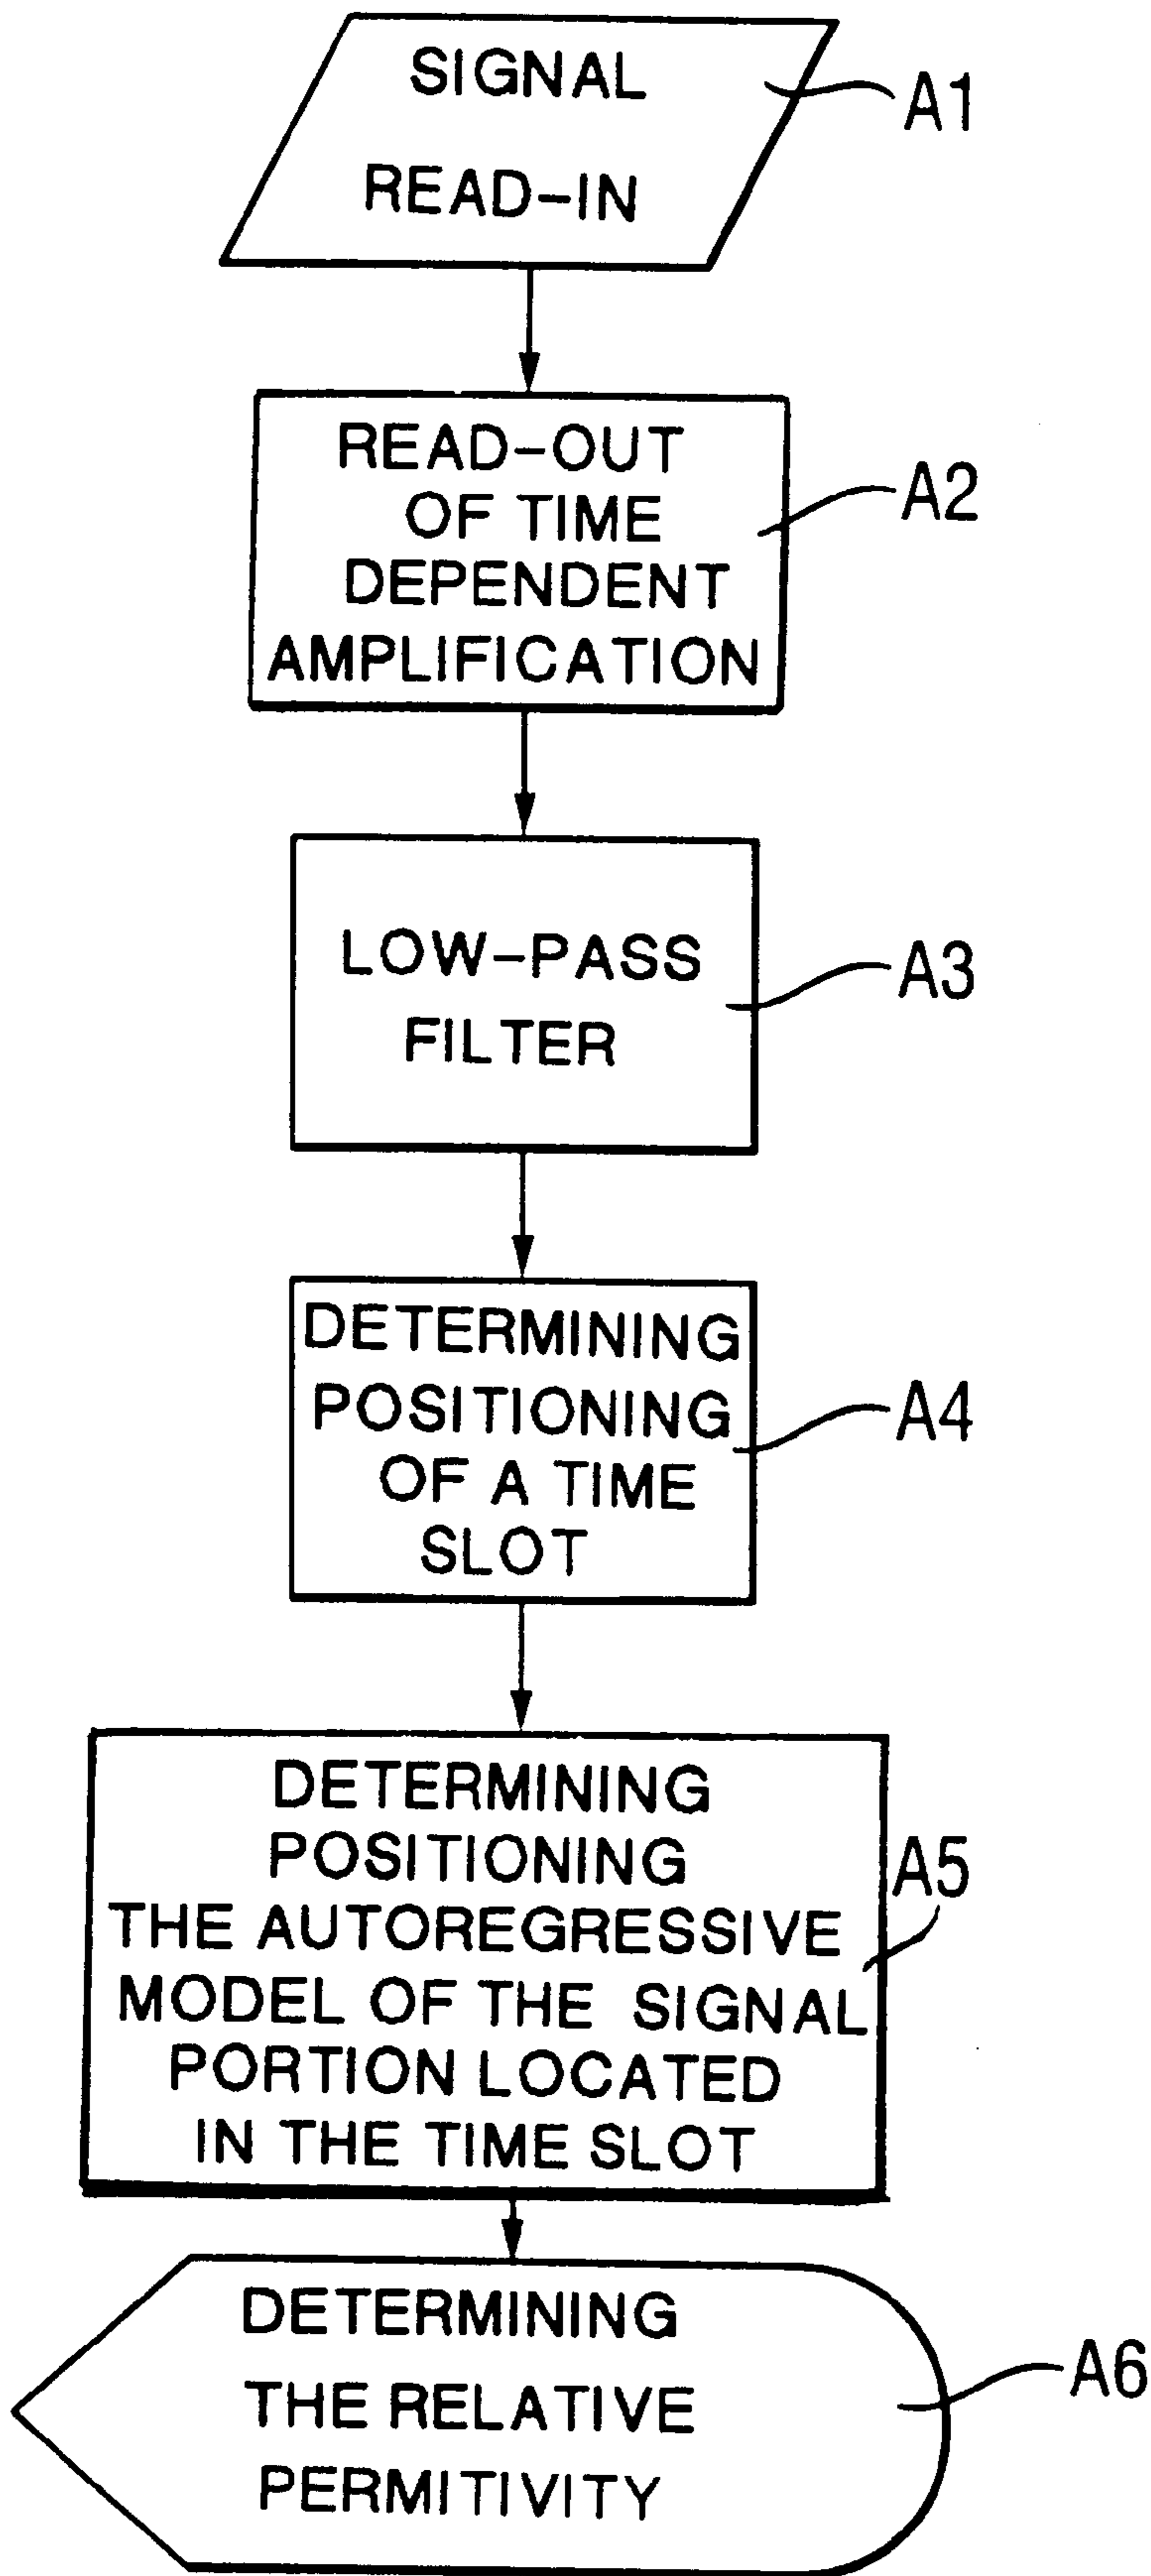 SIGNAL
READ-IN
A1
READ-OUT
OF TIME
DEPENDENT
AMPLIFICATION
A2
LOW-PASS
FILTER
A3
DETERMINING
POSITIONING
OF A TIME
SLOT
A4
DETERMINING
POSITIONING
THE AUTOREGRESSIVE
MODEL OF THE SIGNAL
PORTION LOCATED
IN THE TIME SLOT
A5
DETERMINING
THE RELATIVE
PERMITIVITY
A6